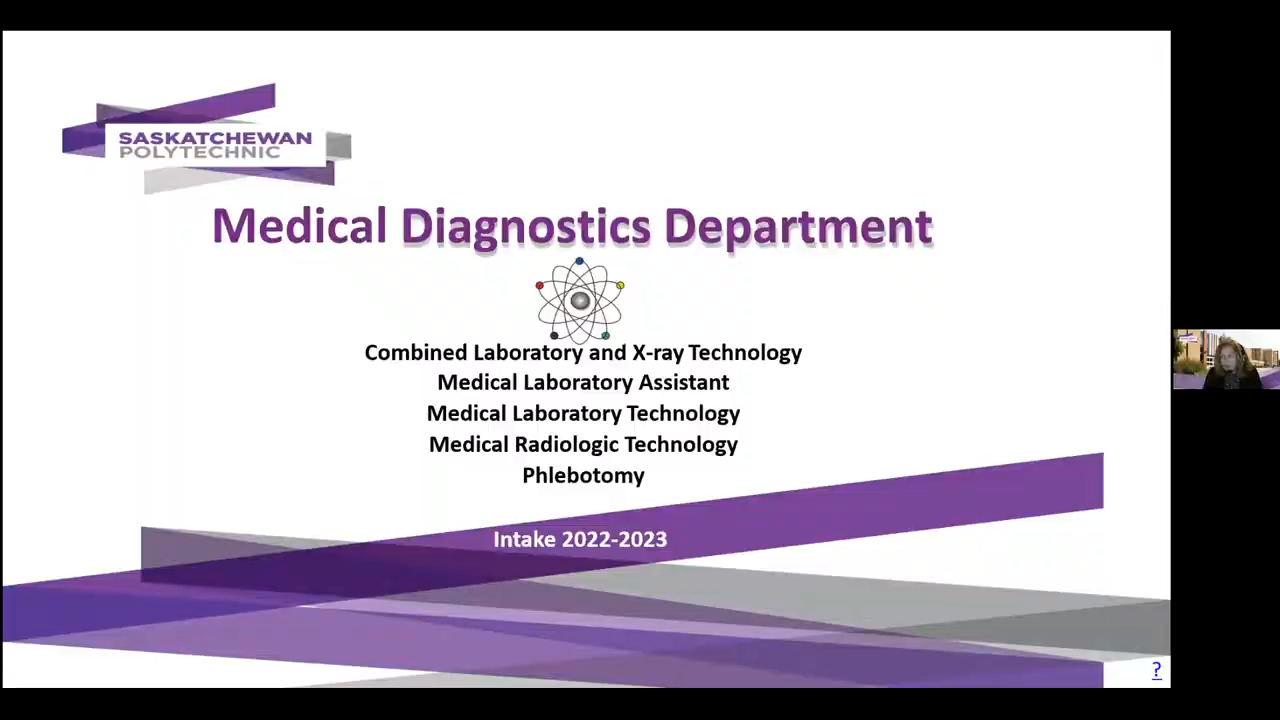 SASKATCHEWAN
POLYTECHNIC
Medical Diagnostics Department
Combined Laboratory and X-ray Technology
Medical Laboratory Assistant
Medical Laboratory Technology
Medical Radiologic Technology
Phlebotomy
Intake 2022-2023
?